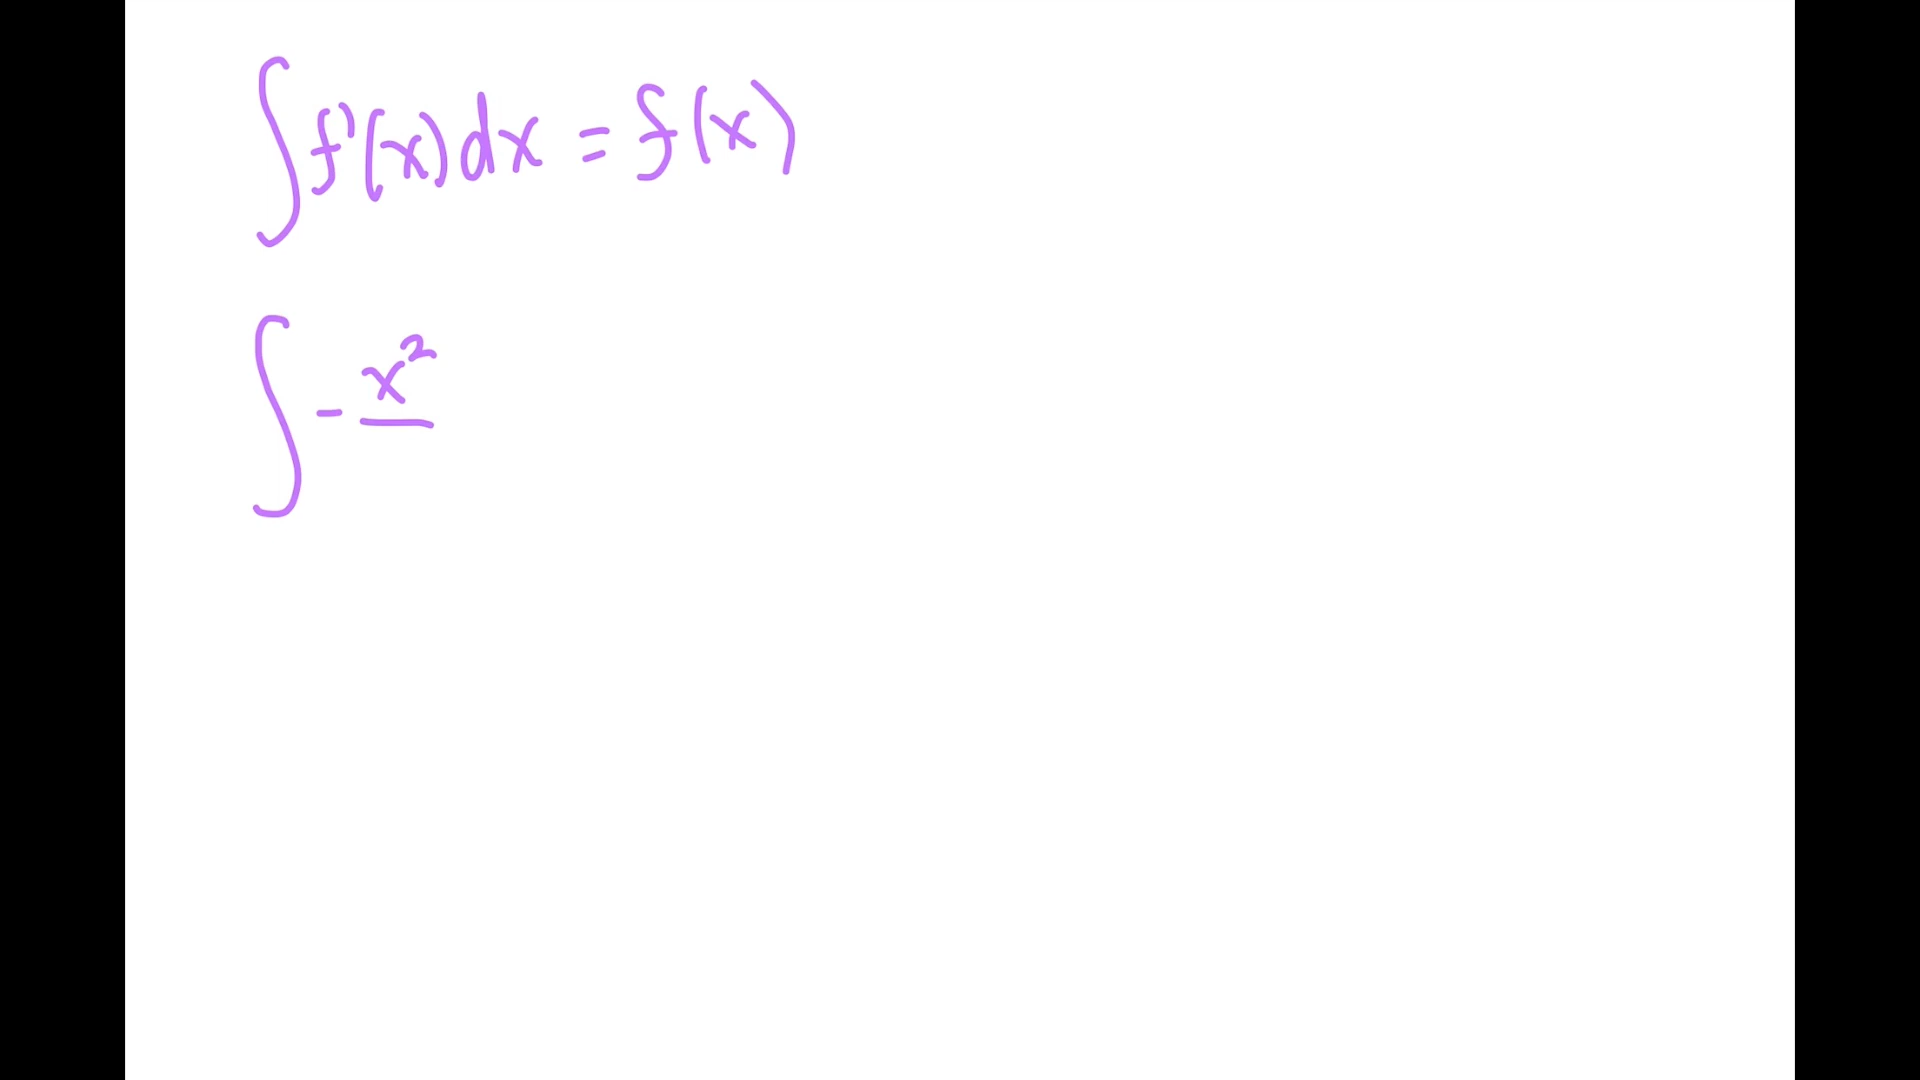 ∫f'(x)dx = f(x)
∫-x²/